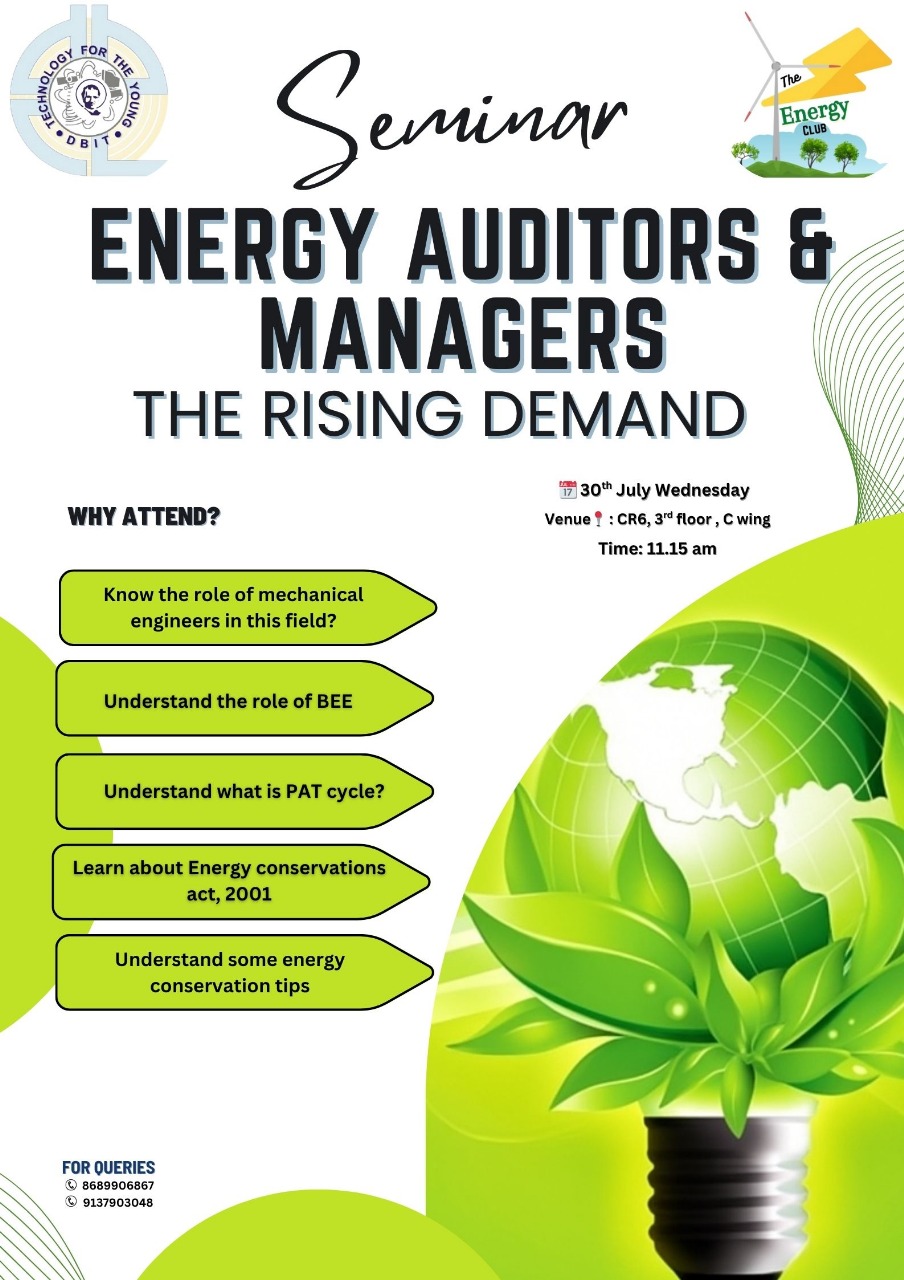 TECHNOLOGY FOR THE YOUNG
• DBIT •
The
Energy
CLUB
Seminar
ENERGY AUDITORS &
MANAGERS
THE RISING DEMAND
17
30th July Wednesday
Venue📍: CR6, 3rd floor , C wing
Time: 11.15 am
WHY ATTEND?
Know the role of mechanical
engineers in this field?
Understand the role of BEE
Understand what is PAT cycle?
Learn about Energy conservations
act, 2001
Understand some energy
conservation tips
FOR QUERIES
8689906867
9137903048